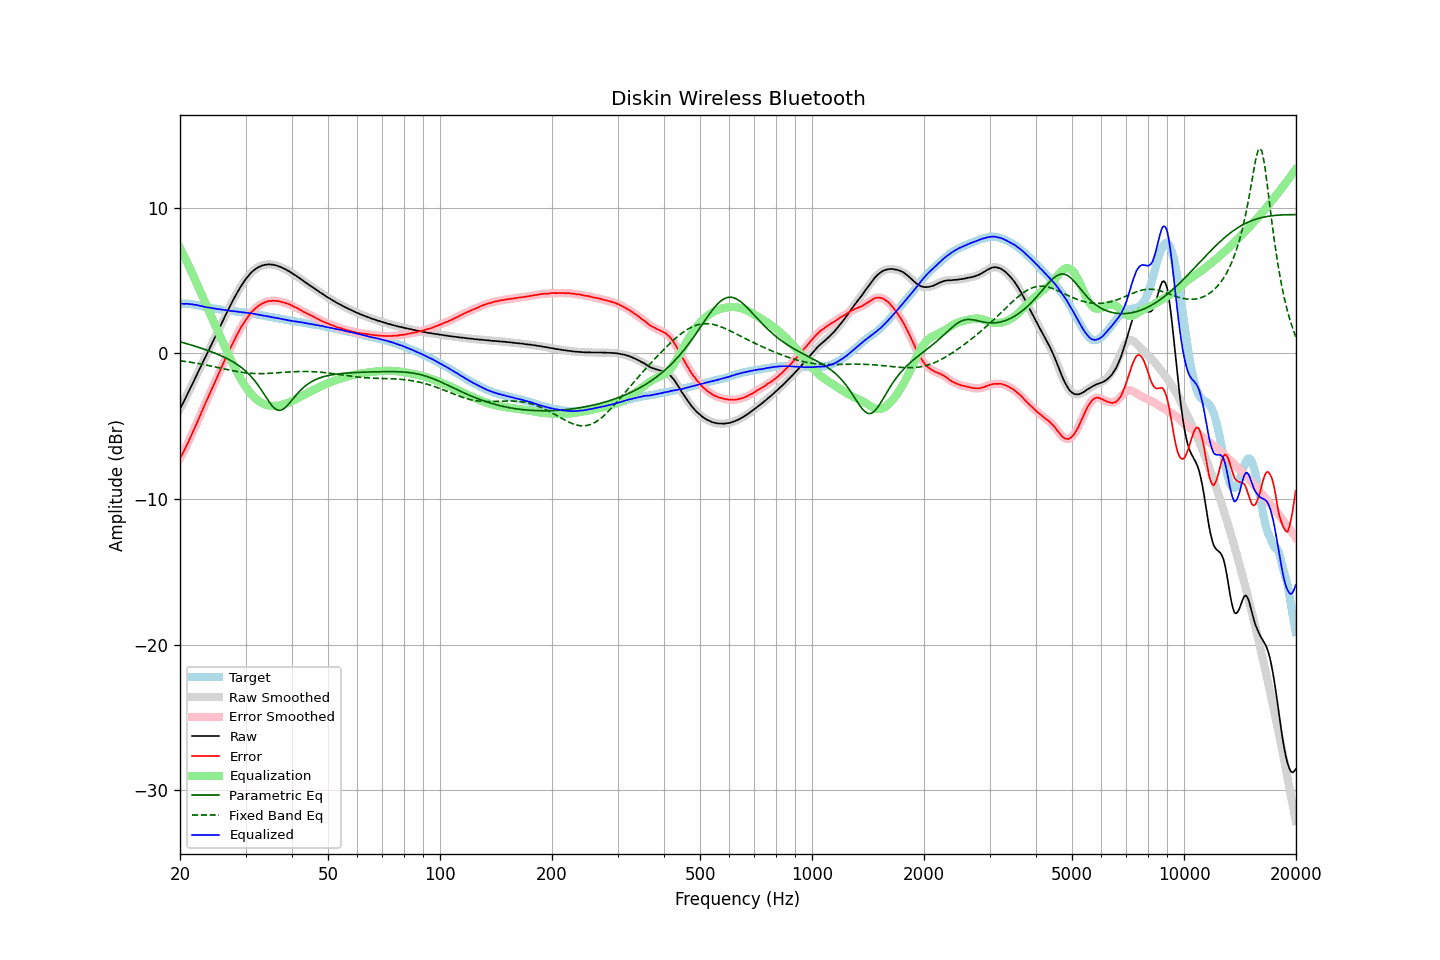 Diskin Wireless Bluetooth
Amplitude (dBr)
10
0
−10
−20
−30
Target
Raw Smoothed
Error Smoothed
Raw
Error
Equalization
Parametric Eq
Fixed Band Eq
Equalized
20 50 100 200 500 1000 2000 5000 10000 20000
Frequency (Hz)